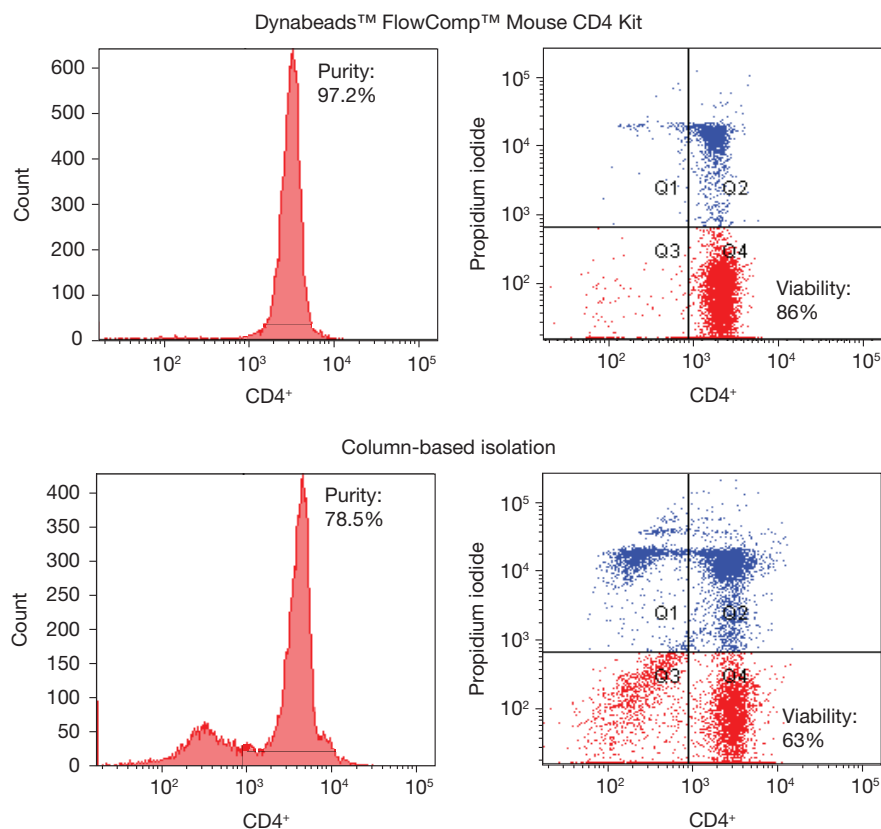 Dynabeads™ FlowComp™ Mouse CD4 Kit
Purity:
97.2%
600
500
400
300
200
100
0
Count
10²
10³
10⁴
10⁵
CD4⁺
10⁵
10⁴
10³
10²
Propidium iodide
Q1
Q2
Q3
Q4
Viability:
86%
10²
10³
10⁴
10⁵
CD4⁺
Column-based isolation
Purity:
78.5%
400
350
300
250
200
150
100
50
0
Count
10²
10³
10⁴
10⁵
CD4⁺
10⁵
10⁴
10³
10²
Propidium iodide
Q1
Q2
Q3
Q4
Viability:
63%
10²
10³
10⁴
10⁵
CD4⁺